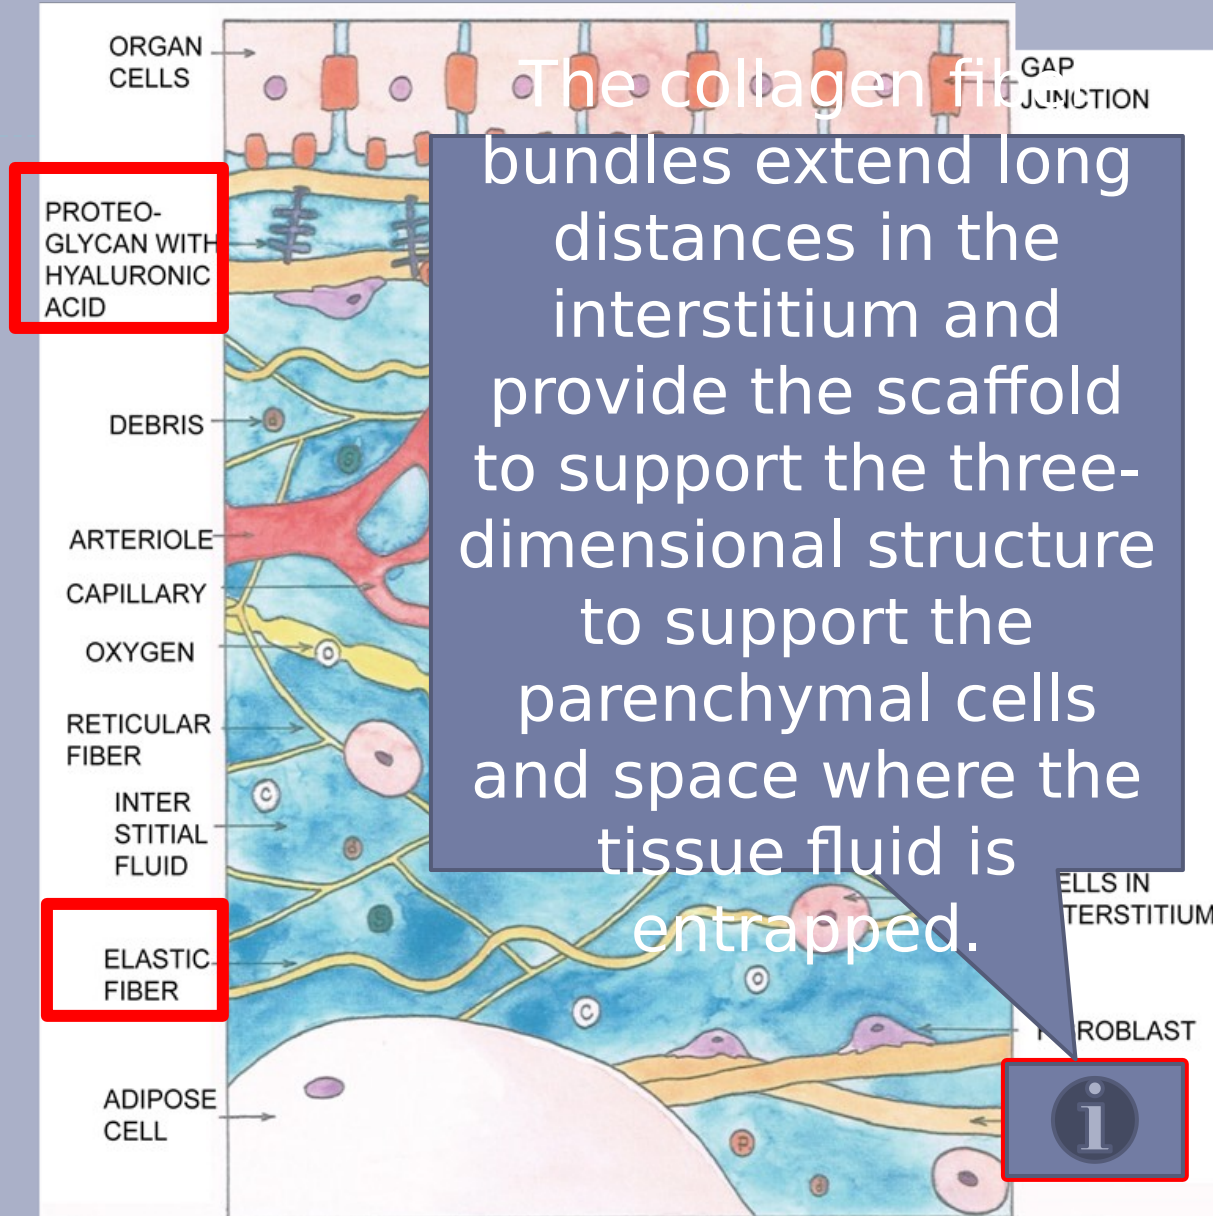 ORGAN
CELLS
PROTEO-
GLYCAN WITH
HYALURONIC
ACID
DEBRIS
ARTERIOLE
CAPILLARY
OXYGEN
RETICULAR
FIBER
INTER
STITIAL
FLUID
ELASTIC
FIBER
ADIPOSE
CELL
The collagen fiber
bundles extend long
distances in the
interstitium and
provide the scaffold
to support the three-
dimensional structure
to support the
parenchymal cells
and space where the
tissue fluid is
entrapped.
GAP
JUNCTION
ELLS IN
TERSTITIUM
ROBLAST
d
S
O
C
d
S
O
C
P
d
i